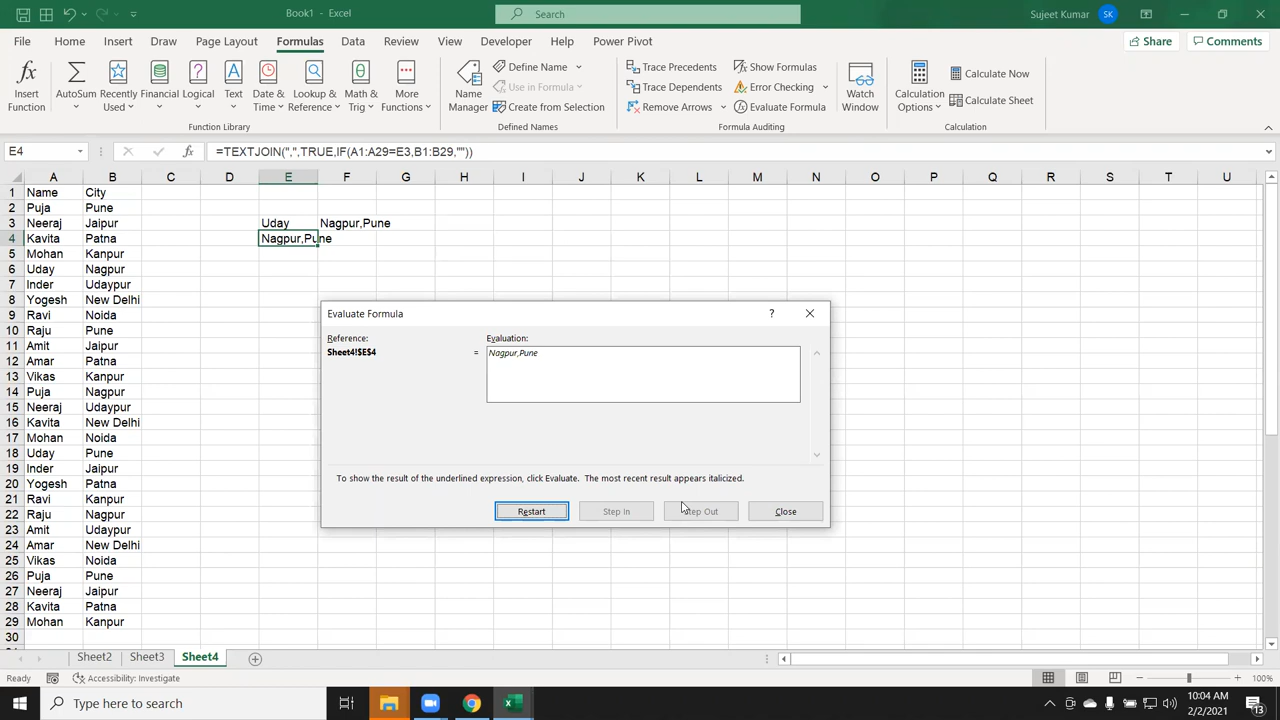 Book1 - Excel
Search
Sujeet Kumar
SK
File Home Insert Draw Page Layout Formulas Data Review View Developer Help Power Pivot
Share Comments
Insert Function
AutoSum
Recently Used
Financial
Logical
Text
Date & Time
Lookup & Reference
Math & Trig
More Functions
Function Library
Name Manager
Define Name
Use in Formula
Create from Selection
Defined Names
Trace Precedents
Trace Dependents
Remove Arrows
Show Formulas
Error Checking
Evaluate Formula
Formula Auditing
Watch Window
Calculation Options
Calculate Now
Calculate Sheet
Calculation
E4 fx =TEXTJOIN(",",TRUE,IF(A1:A29=E3,B1:B29,""))
A B C D E F G H I J K L M N O P Q R S T U
1 Name City
2 Puja Pune
3 Neeraj Jaipur Uday Nagpur,Pune
4 Kavita Patna Nagpur,Pune
5 Mohan Kanpur
6 Uday Nagpur
7 Inder Udaypur
8 Yogesh New Delhi
9 Ravi Noida
10 Raju Pune
11 Amit Jaipur
12 Amar Patna
13 Vikas Kanpur
14 Puja Nagpur
15 Neeraj Udaypur
16 Kavita New Delhi
17 Mohan Noida
18 Uday Pune
19 Inder Jaipur
20 Yogesh Patna
21 Ravi Kanpur
22 Raju Nagpur
23 Amit Udaypur
24 Amar New Delhi
25 Vikas Noida
26 Puja Pune
27 Neeraj Jaipur
28 Kavita Patna
29 Mohan Kanpur
30
Evaluate Formula
?
Reference: Evaluation:
Sheet4!$E$4 = Nagpur,Pune
To show the result of the underlined expression, click Evaluate. The most recent result appears italicized.
Restart Step In Step Out Close
Sheet2 Sheet3 Sheet4
Ready Accessibility: Investigate
100%
Type here to search
10:04 AM
2/2/2021
13